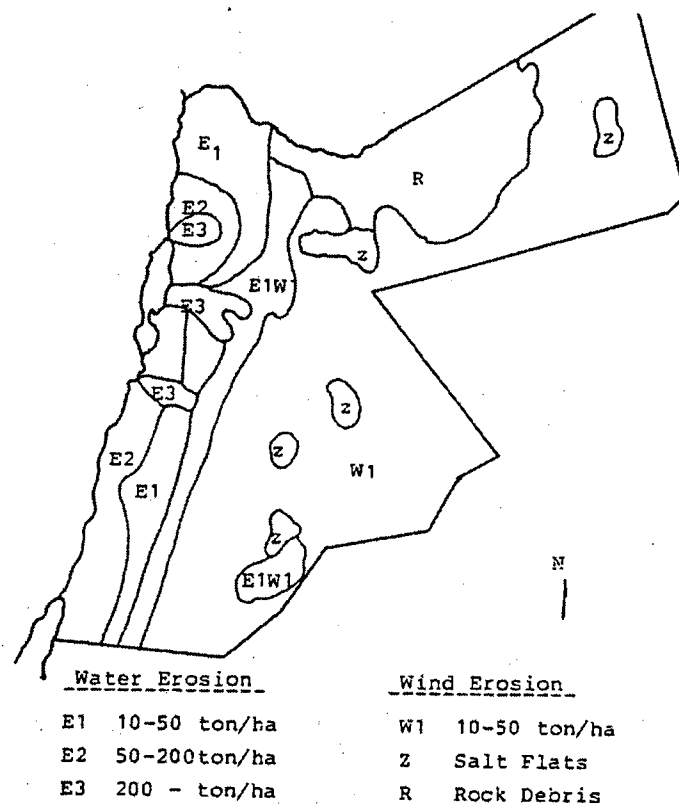 E1
R
z
E2
E3
z
E1W1
E3
E3
z
E2
z
W1
E1
z
E1W1
N
Water Erosion
E1 10-50 ton/ha
E2 50-200ton/ha
E3 200 - ton/ha
Wind Erosion
W1 10-50 ton/ha
Z Salt Flats
R Rock Debris